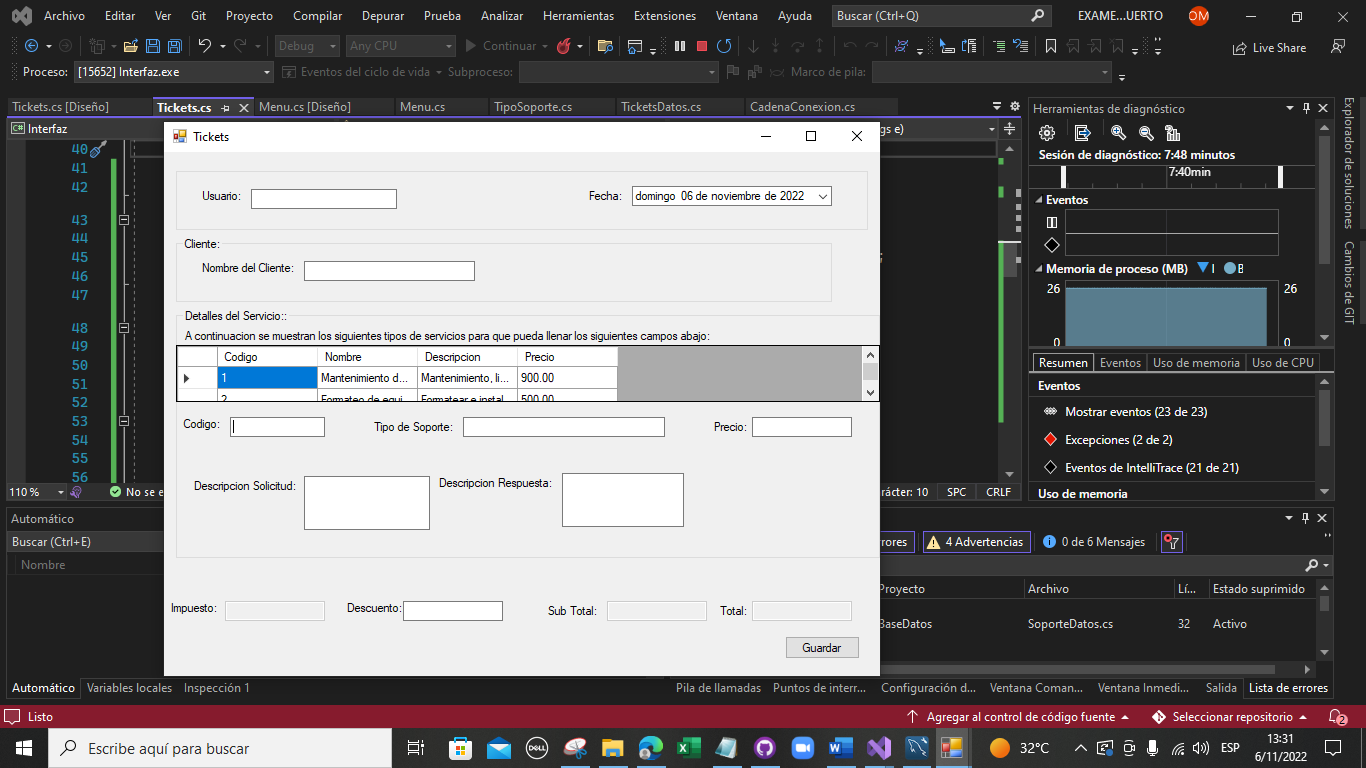 Archivo Editar Ver Git Proyecto Compilar Depurar Prueba Analizar Herramientas Extensiones Ventana Ayuda Buscar (Ctrl+Q) EXAME...UERTO OM
Debug Any CPU Continuar Live Share
Proceso: [15652] Interfaz.exe Eventos del ciclo de vida Subproceso: Marco de pila:
Tickets.cs [Diseño] Tickets.cs Menu.cs [Diseño] Menu.cs TipoSoporte.cs TicketsDatos.cs CadenaConexion.cs
C# Interfaz
gs e)
40
41
42
43
44
45
46
47
48
49
50
51
52
53
54
55
56
;
110 % No se e
rácter: 10 SPC CRLF
Tickets
Usuario: Fecha: domingo 06 de noviembre de 2022
Cliente:
Nombre del Cliente:
Detalles del Servicio::
A continuacion se muestran los siguientes tipos de servicios para que pueda llenar los siguientes campos abajo:
Codigo Nombre Descripcion Precio
1 Mantenimiento d... Mantenimiento, li... 900.00
2 Formateo de equi... Formatear e instal... 500.00
Codigo: Tipo de Soporte: Precio:
Descripcion Solicitud: Descripcion Respuesta:
Impuesto: Descuento: Sub Total: Total:
Guardar
Herramientas de diagnóstico
Sesión de diagnóstico: 7:48 minutos
7:40min
Eventos
Memoria de proceso (MB) I B
26 26
0 0
Resumen Eventos Uso de memoria Uso de CPU
Eventos
Mostrar eventos (23 de 23)
Excepciones (2 de 2)
Eventos de IntelliTrace (21 de 21)
Uso de memoria
Explorador de soluciones
Cambios de GIT
Automático
Buscar (Ctrl+E)
Nombre
rores 4 Advertencias 0 de 6 Mensajes
Proyecto Archivo Lí... Estado suprimido
BaseDatos SoporteDatos.cs 32 Activo
Automático Variables locales Inspección 1
Pila de llamadas Puntos de interr... Configuración d... Ventana Coman... Ventana Inmedi... Salida Lista de errores
Listo Agregar al control de código fuente Seleccionar repositorio 2
Escribe aquí para buscar DELL 32°C ESP 13:31
6/11/2022